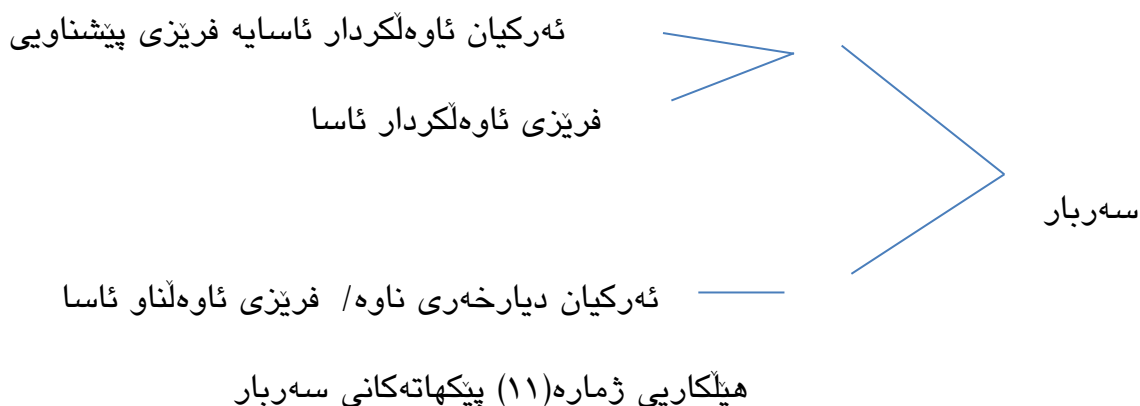 ئەرکیان ئاوەڵکردار ئاسایە فرێزی پێشناویی
فرێزی ئاوەڵکردار ئاسا
سەربار
ئەرکیان دیارخەری ناوە/ فرێزی ئاوەڵناو ئاسا
هێڵکاریی ژمارە(١١) پێکهاتەکانی سەربار